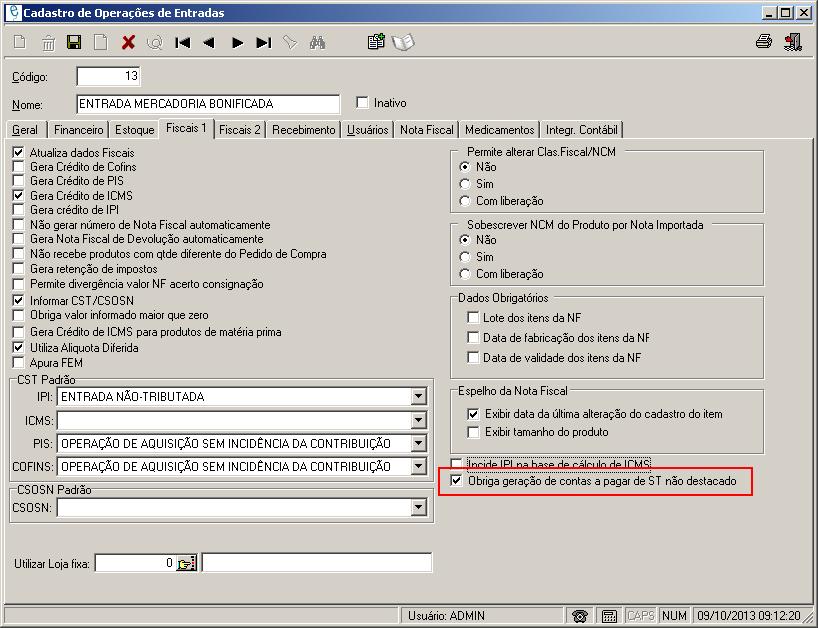 Cadastro de Operações de Entradas
Código: 13
Nome: ENTRADA MERCADORIA BONIFICADA Inativo
Geral Financeiro Estoque Fiscais 1 Fiscais 2 Recebimento Usuários Nota Fiscal Medicamentos Integr. Contábil
Atualiza dados Fiscais
Gera Crédito de Cofins
Gera Crédito de PIS
Gera Crédito de ICMS
Gera crédito de IPI
Não gerar número de Nota Fiscal automaticamente
Gera Nota Fiscal de Devolução automaticamente
Não recebe produtos com qtde diferente do Pedido de Compra
Gera retenção de impostos
Permite divergência valor NF acerto consignação
Informar CST/CSOSN
Obriga valor informado maior que zero
Gera Crédito de ICMS para produtos de matéria prima
Utiliza Aliquota Diferida
Apura FEM
CST Padrão
IPI: ENTRADA NÃO-TRIBUTADA
ICMS:
PIS: OPERAÇÃO DE AQUISIÇÃO SEM INCIDÊNCIA DA CONTRIBUIÇÃO
COFINS: OPERAÇÃO DE AQUISIÇÃO SEM INCIDÊNCIA DA CONTRIBUIÇÃO
CSOSN Padrão
CSOSN:
Utilizar Loja fixa: 0
Permite alterar Clas.Fiscal/NCM
Não
Sim
Com liberação
Sobescrever NCM do Produto por Nota Importada
Não
Sim
Com liberação
Dados Obrigatórios
Lote dos itens da NF
Data de fabricação dos itens da NF
Data de validade dos itens da NF
Espelho da Nota Fiscal
Exibir data da última alteração do cadastro do item
Exibir tamanho do produto
Incide IPI na base de cálculo de ICMS
Obriga geração de contas a pagar de ST não destacado
Usuário: ADMIN CAPS NUM 09/10/2013 09:12:20